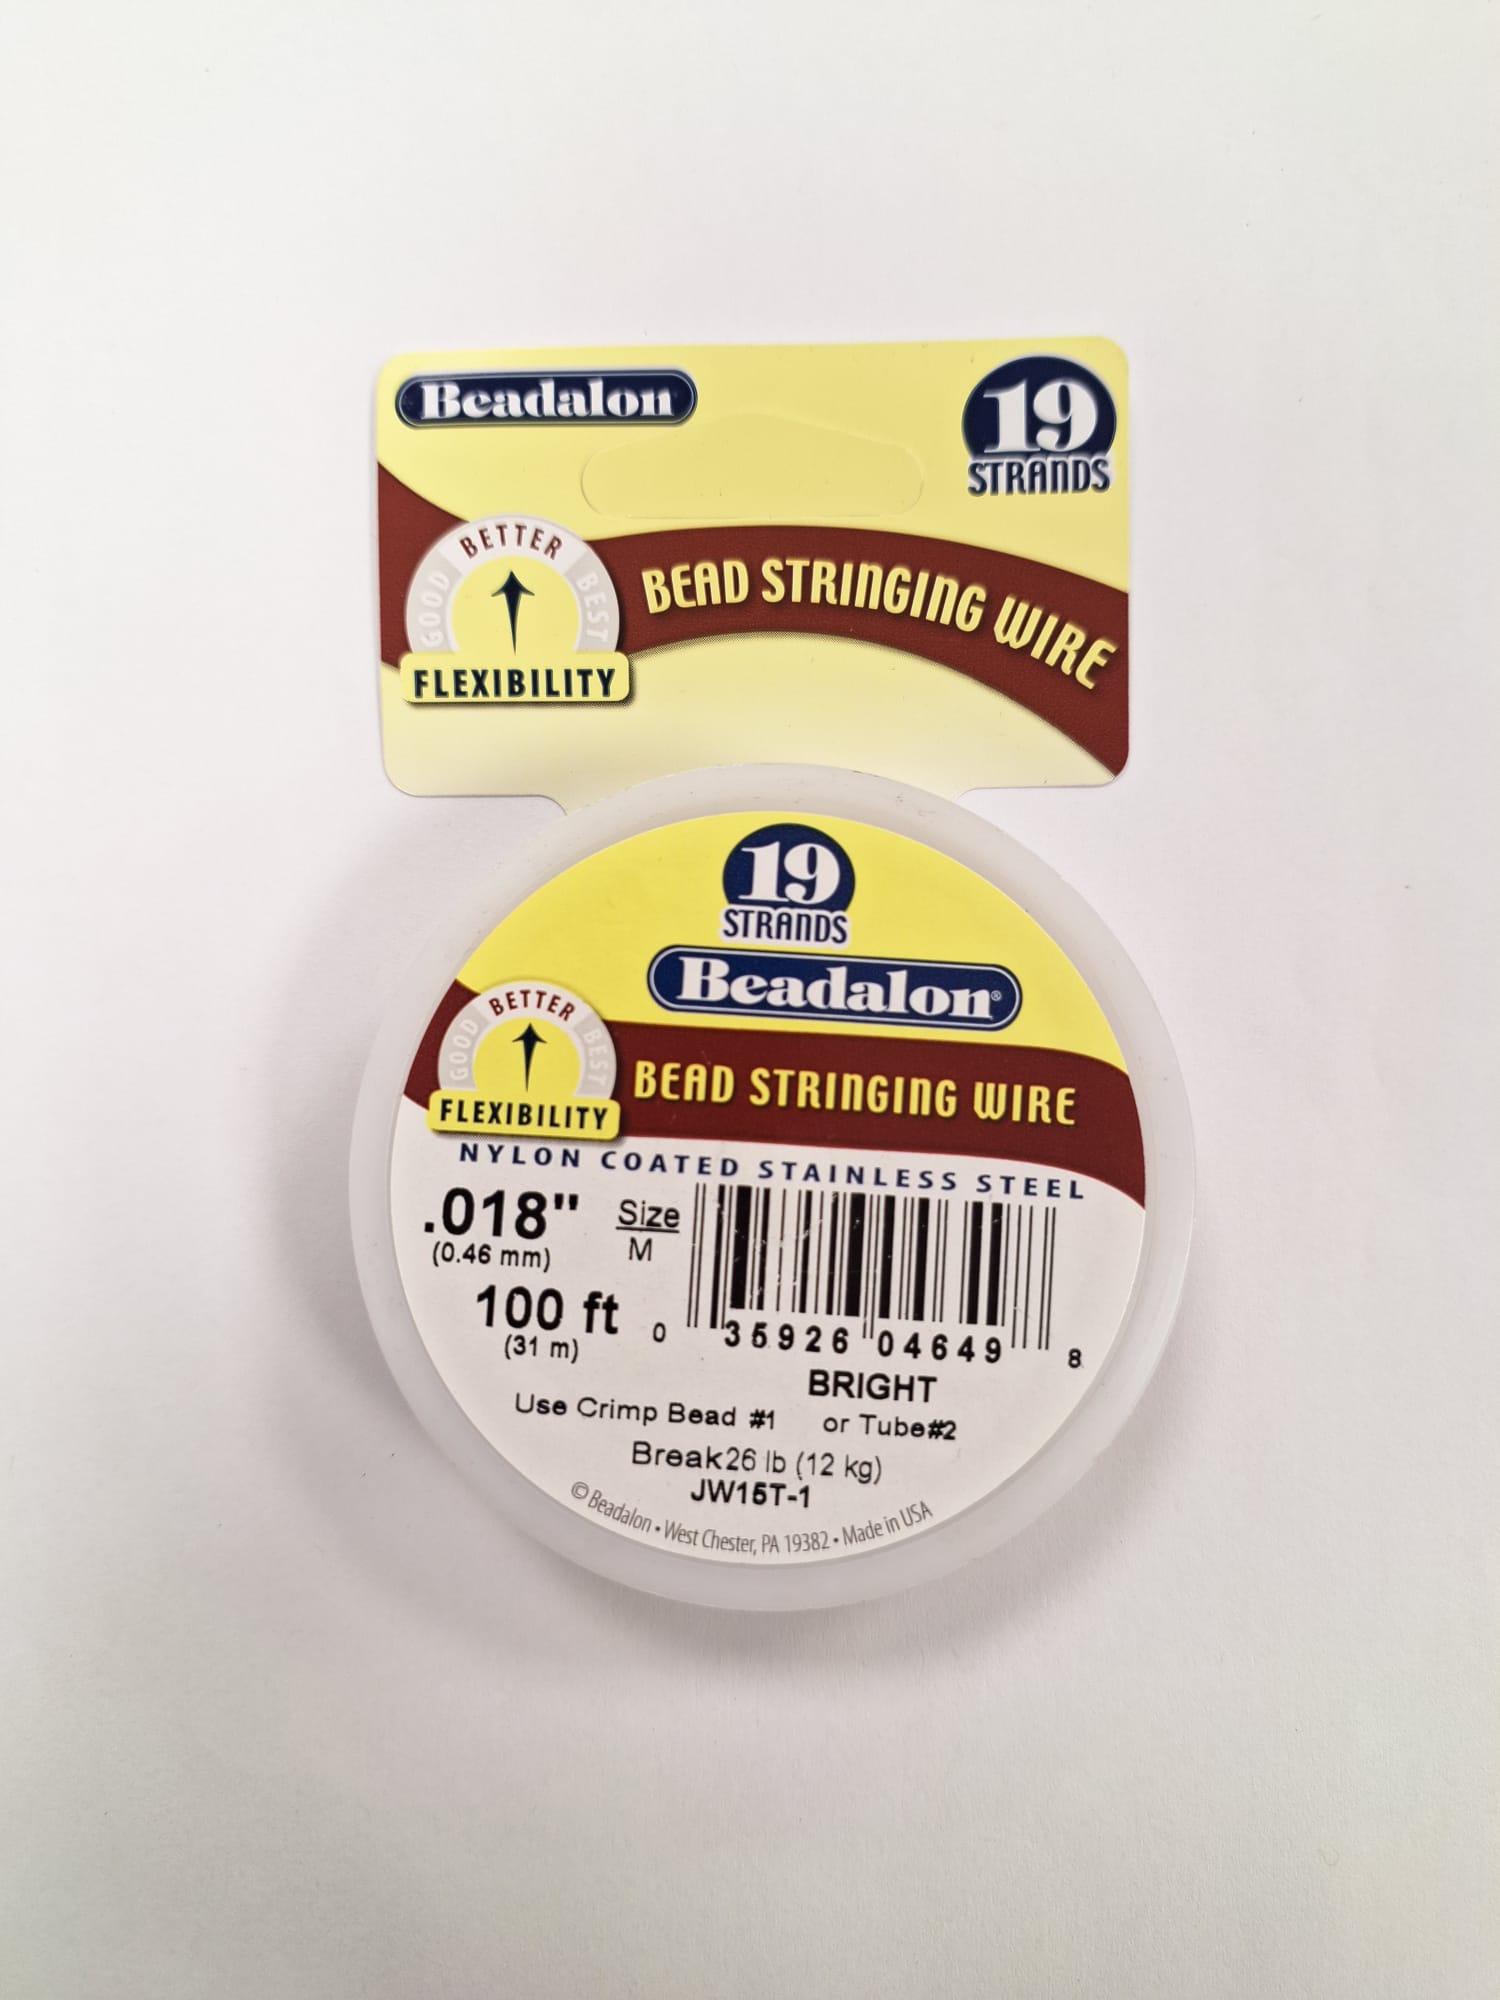 Beadalon
19
STRANDS
GOOD BETTER BEST
FLEXIBILITY
BEAD STRINGING WIRE
19
STRANDS
Beadalon®
GOOD BETTER BEST
FLEXIBILITY
BEAD STRINGING WIRE
NYLON COATED STAINLESS STEEL
.018"
(0.46 mm)
Size
M
100 ft
(31 m)
0 35926 04649 8
BRIGHT
Use Crimp Bead #1 or Tube#2
Break26 lb (12 kg)
JW15T-1
© Beadalon • West Chester, PA 19382 • Made in USA